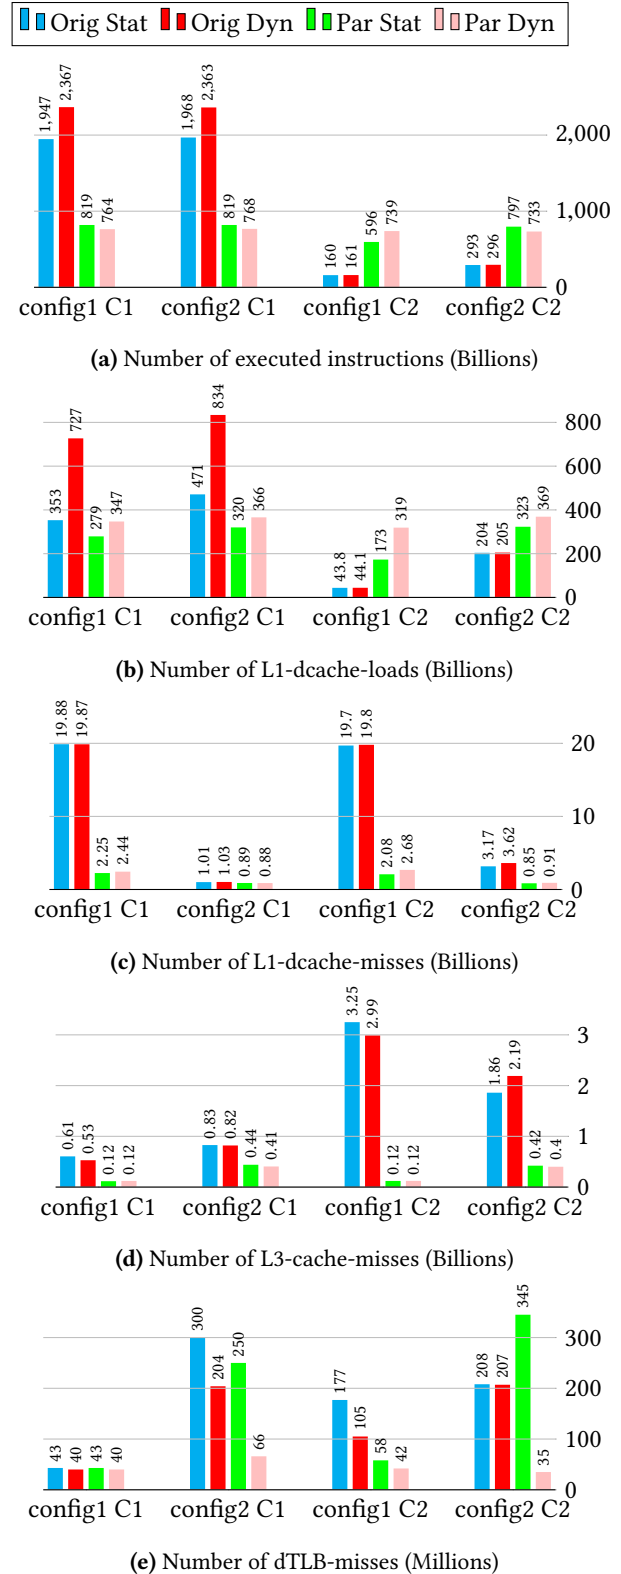 Orig Stat Orig Dyn Par Stat Par Dyn
1,947 2,367 819 764 1,968 2,363 819 768 160 161 596 739 293 296 797 733
2,000
1,000
0
config1 C1 config2 C1 config1 C2 config2 C2
(a) Number of executed instructions (Billions)
353 727 279 347 471 834 320 366 43.8 44.1 173 319 204 205 323 369
800
600
400
200
0
config1 C1 config2 C1 config1 C2 config2 C2
(b) Number of L1-dcache-loads (Billions)
19.88 19.87 2.25 2.44 1.01 1.03 0.89 0.88 19.7 19.8 2.08 2.68 3.17 3.62 0.85 0.91
20
10
0
config1 C1 config2 C1 config1 C2 config2 C2
(c) Number of L1-dcache-misses (Billions)
0.61 0.53 0.12 0.12 0.83 0.82 0.44 0.41 3.25 2.99 0.12 0.12 1.86 2.19 0.42 0.4
3
2
1
0
config1 C1 config2 C1 config1 C2 config2 C2
(d) Number of L3-cache-misses (Billions)
43 40 43 40 300 204 250 66 177 105 58 42 208 207 345 35
300
200
100
0
config1 C1 config2 C1 config1 C2 config2 C2
(e) Number of dTLB-misses (Millions)